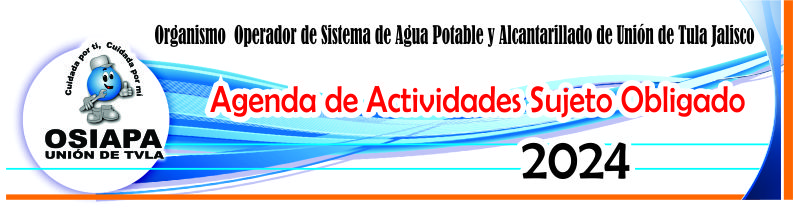 Organismo Operador de Sistema de Agua Potable y Alcantarillado de Unión de Tula Jalisco
Cuidada por ti, Cuidada por mi
Agenda de Actividades Sujeto Obligado
OSIAPA
UNIÓN DE TVLA
2024